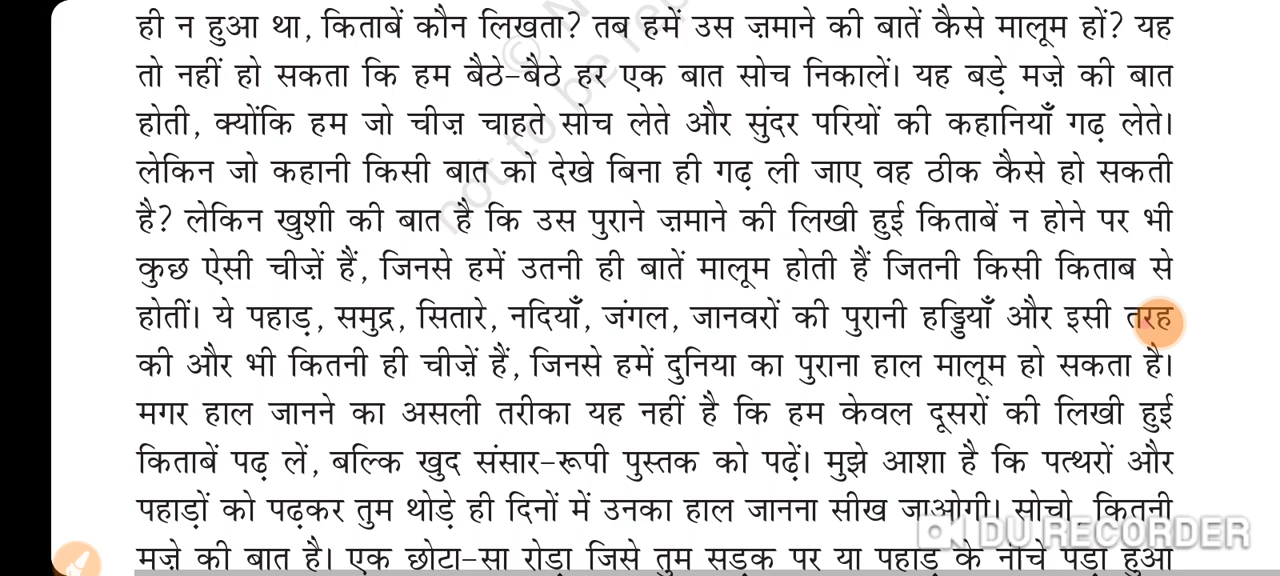 ही न हुआ था, किताबें कौन लिखता? तब हमें उस ज़माने की बातें कैसे मालूम हों? यह
तो नहीं हो सकता कि हम बैठे-बैठे हर एक बात सोच निकालें। यह बड़े मज़े की बात
होती, क्योंकि हम जो चीज़ चाहते सोच लेते और सुंदर परियों की कहानियाँ गढ़ लेते।
लेकिन जो कहानी किसी बात को देखे बिना ही गढ़ ली जाए वह ठीक कैसे हो सकती
है? लेकिन खुशी की बात है कि उस पुराने ज़माने की लिखी हुई किताबें न होने पर भी
कुछ ऐसी चीज़ें हैं, जिनसे हमें उतनी ही बातें मालूम होती हैं जितनी किसी किताब से
होतीं। ये पहाड़, समुद्र, सितारे, नदियाँ, जंगल, जानवरों की पुरानी हड्डियाँ और इसी तरह
की और भी कितनी ही चीज़ें हैं, जिनसे हमें दुनिया का पुराना हाल मालूम हो सकता है।
मगर हाल जानने का असली तरीका यह नहीं है कि हम केवल दूसरों की लिखी हुई
किताबें पढ़ लें, बल्कि खुद संसार-रूपी पुस्तक को पढ़ें। मुझे आशा है कि पत्थरों और
पहाड़ों को पढ़कर तुम थोड़े ही दिनों में उनका हाल जानना सीख जाओगी। सोचो, कितनी
मज़े की बात है। एक छोटा-सा रोड़ा जिसे तुम सड़क पर या पहाड़ के नीचे पड़ा हुआ
not to be re
DU RECORDER